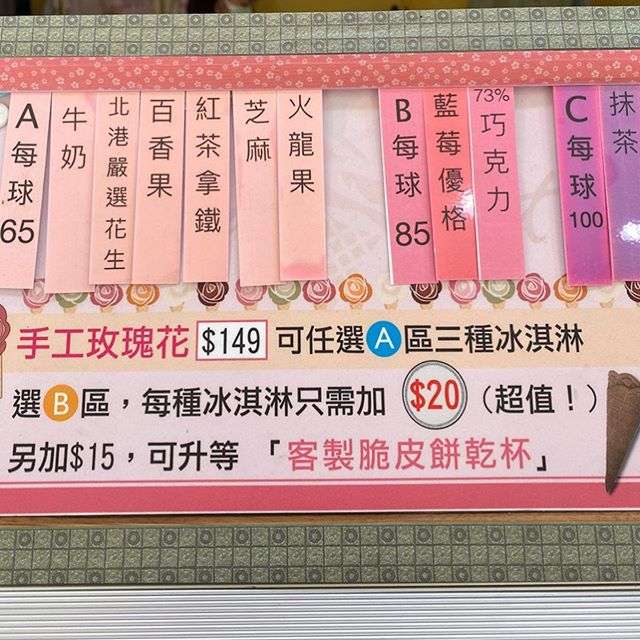 A每球65
牛奶
北港嚴選花生
百香果
紅茶拿鐵
芝麻
火龍果
B每球85
藍莓優格
73%巧克力
C每球100
抹茶
手工玫瑰花 $149 可任選A區三種冰淇淋
選B區，每種冰淇淋只需加 $20（超值！）
另加$15，可升等「客製脆皮餅乾杯」